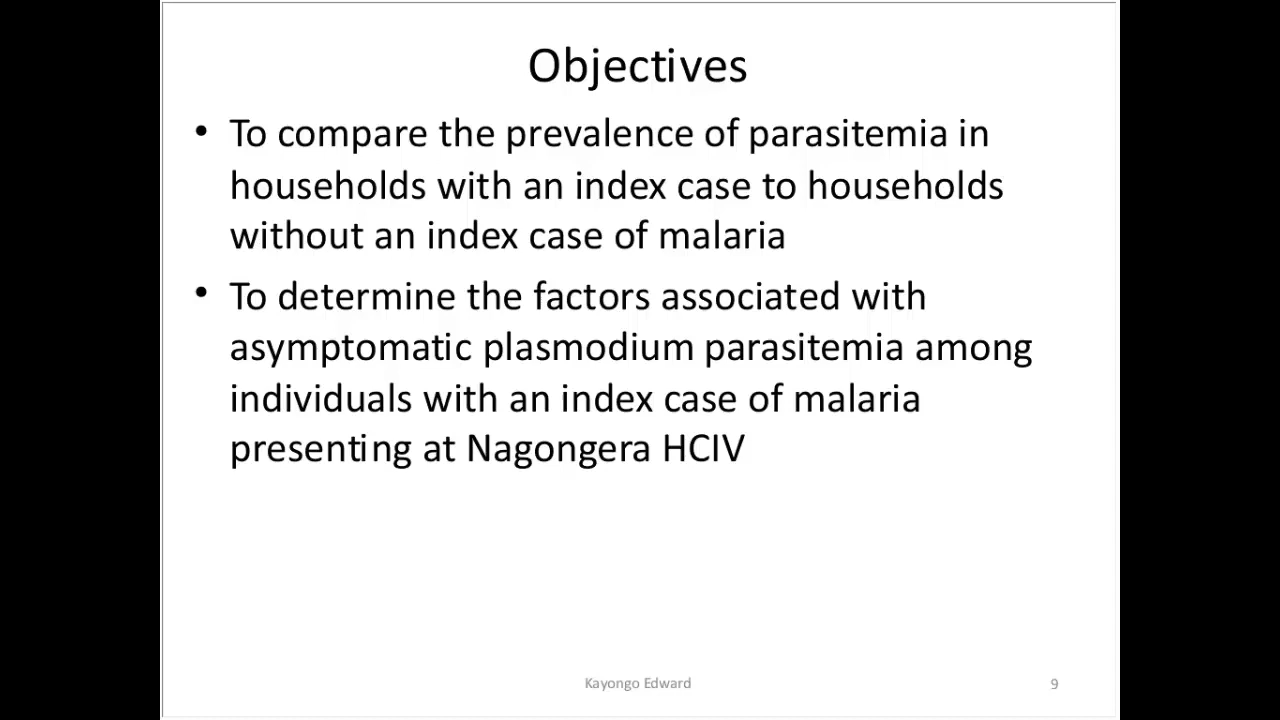 Objectives
• To compare the prevalence of parasitemia in
households with an index case to households
without an index case of malaria
• To determine the factors associated with
asymptomatic plasmodium parasitemia among
individuals with an index case of malaria
presenting at Nagongera HCIV
Kayongo Edward
9